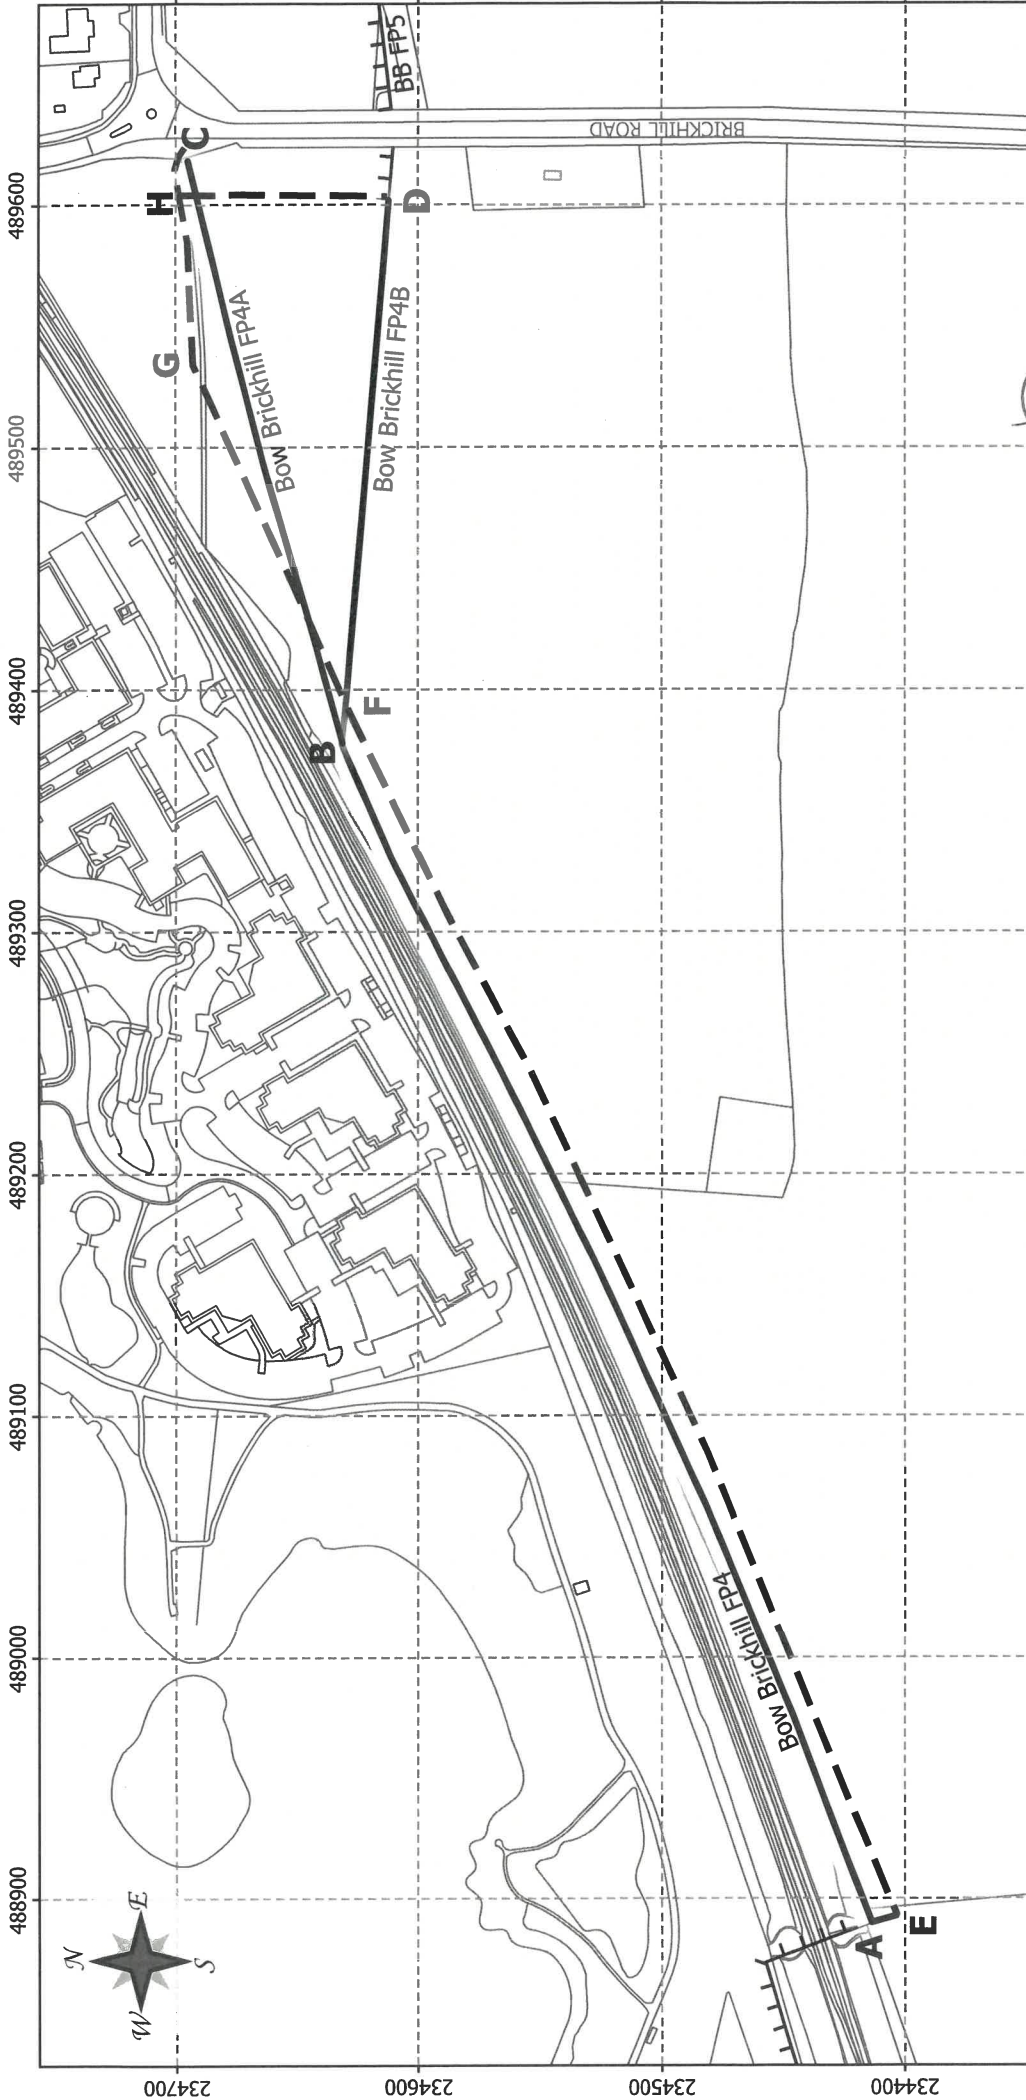 BB FP5
BRICKHILL ROAD
C
H
D
489600
G
Bow Brickhill FP4A
Bow Brickhill FP4B
489500
489400
F
B
489300
489200
489100
489000
Bow Brickhill FP4
488900
A
E
N
E
S
W
234700
234600
234500
234400